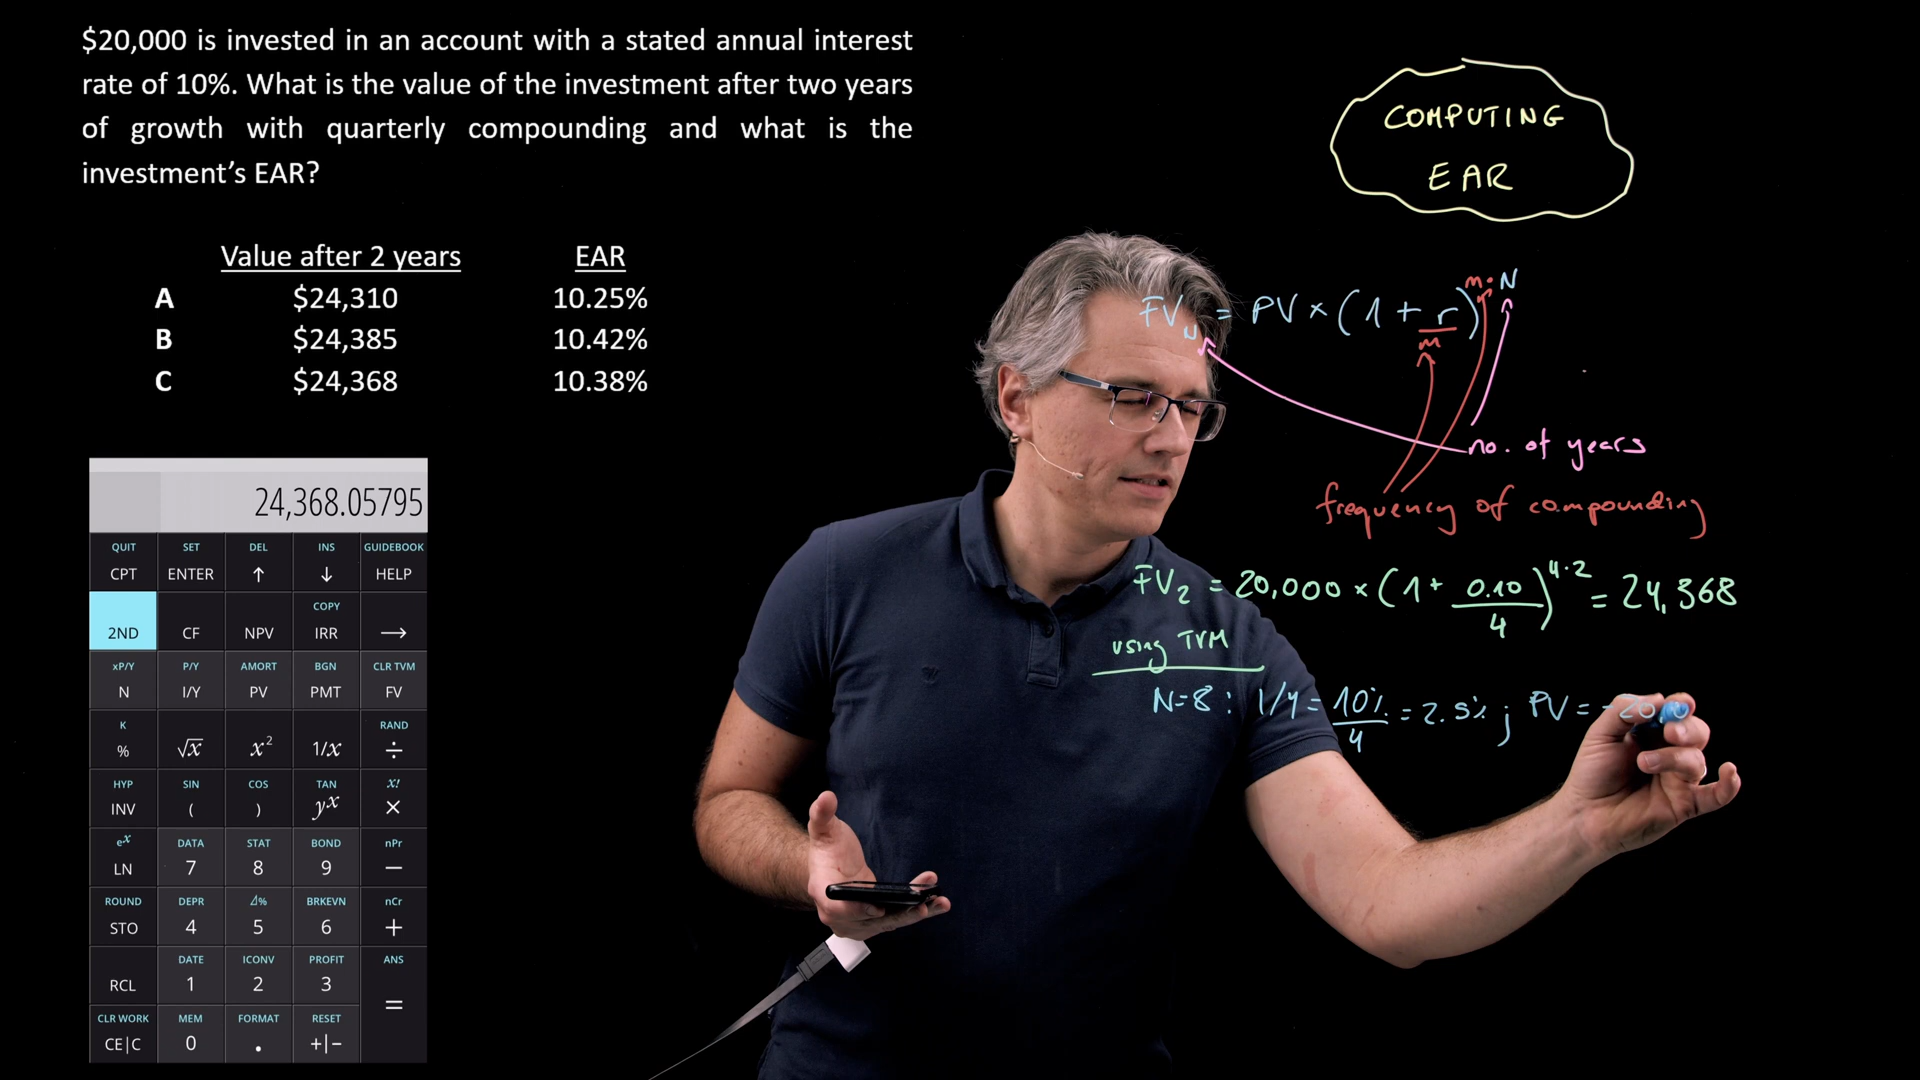 $20,000 is invested in an account with a stated annual interest
rate of 10%. What is the value of the investment after two years
of growth with quarterly compounding and what is the
investment's EAR?
Value after 2 years EAR
A $24,310 10.25%
B $24,385 10.42%
C $24,368 10.38%
COMPUTING
EAR
FV_N = PV × (1 + r/m)^m·N
no. of years
frequency of compounding
FV_2 = 20,000 × (1 + 0.10/4)^4·2 = 24,368
using TVM
N=8 ; I/Y = 10%/4 = 2.5% ; PV = -20,0
24,368.05795
QUIT SET DEL INS GUIDEBOOK
CPT ENTER ↑ ↓ HELP
COPY
2ND CF NPV IRR →
xP/Y P/Y AMORT BGN CLR TVM
N I/Y PV PMT FV
K RAND
% √x x² 1/x ÷
HYP SIN COS TAN x!
INV ( ) yˣ ×
eˣ DATA STAT BOND nPr
LN 7 8 9 −
ROUND DEPR Δ% BRKEVN nCr
STO 4 5 6 +
DATE ICONV PROFIT ANS
RCL 1 2 3 =
CLR WORK MEM FORMAT RESET
CE|C 0 . +|−